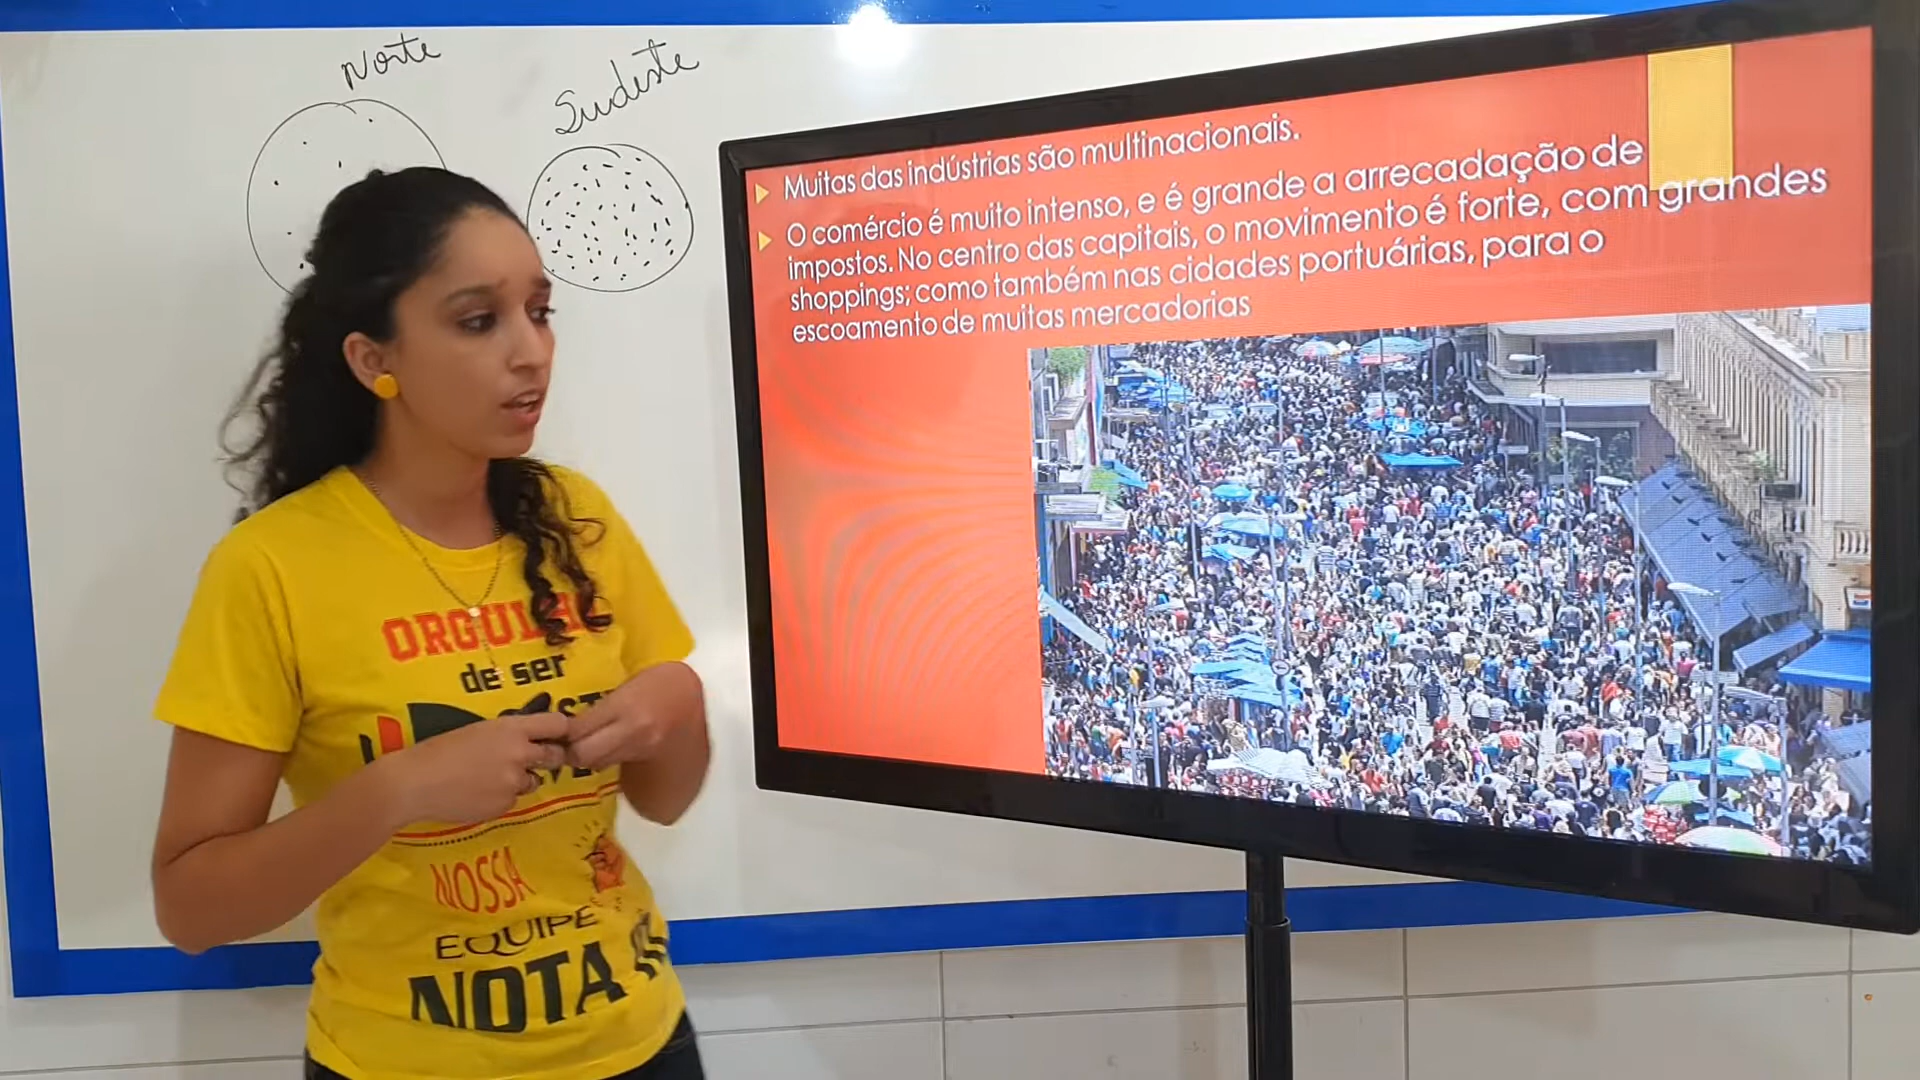 Norte
Sudeste
Muitas das indústrias são multinacionais.
O comércio é muito intenso, e é grande a arrecadação de
impostos. No centro das capitais, o movimento é forte, com grandes
shoppings; como também nas cidades portuárias, para o
escoamento de muitas mercadorias
ORGULHO
de ser
NOSSA
EQUIPE
NOTA